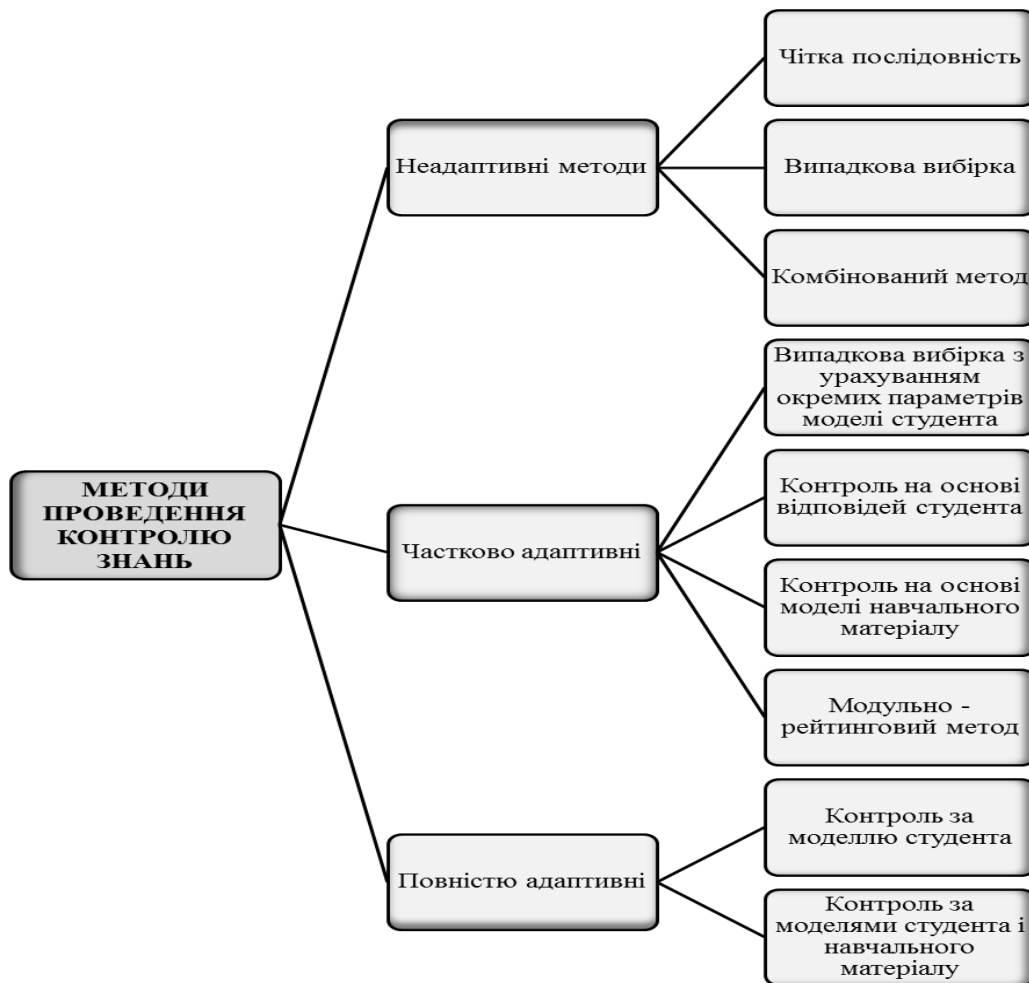 МЕТОДИ
ПРОВЕДЕННЯ
КОНТРОЛЮ
ЗНАНЬ
Неадаптивні методи
Чітка послідовність
Випадкова вибірка
Комбінований метод
Частково адаптивні
Випадкова вибірка з
урахуванням
окремих параметрів
моделі студента
Контроль на основі
відповідей студента
Контроль на основі
моделі навчального
матеріалу
Модульно -
рейтинговий метод
Повністю адаптивні
Контроль за
моделлю студента
Контроль за
моделями студента і
навчального
матеріалу